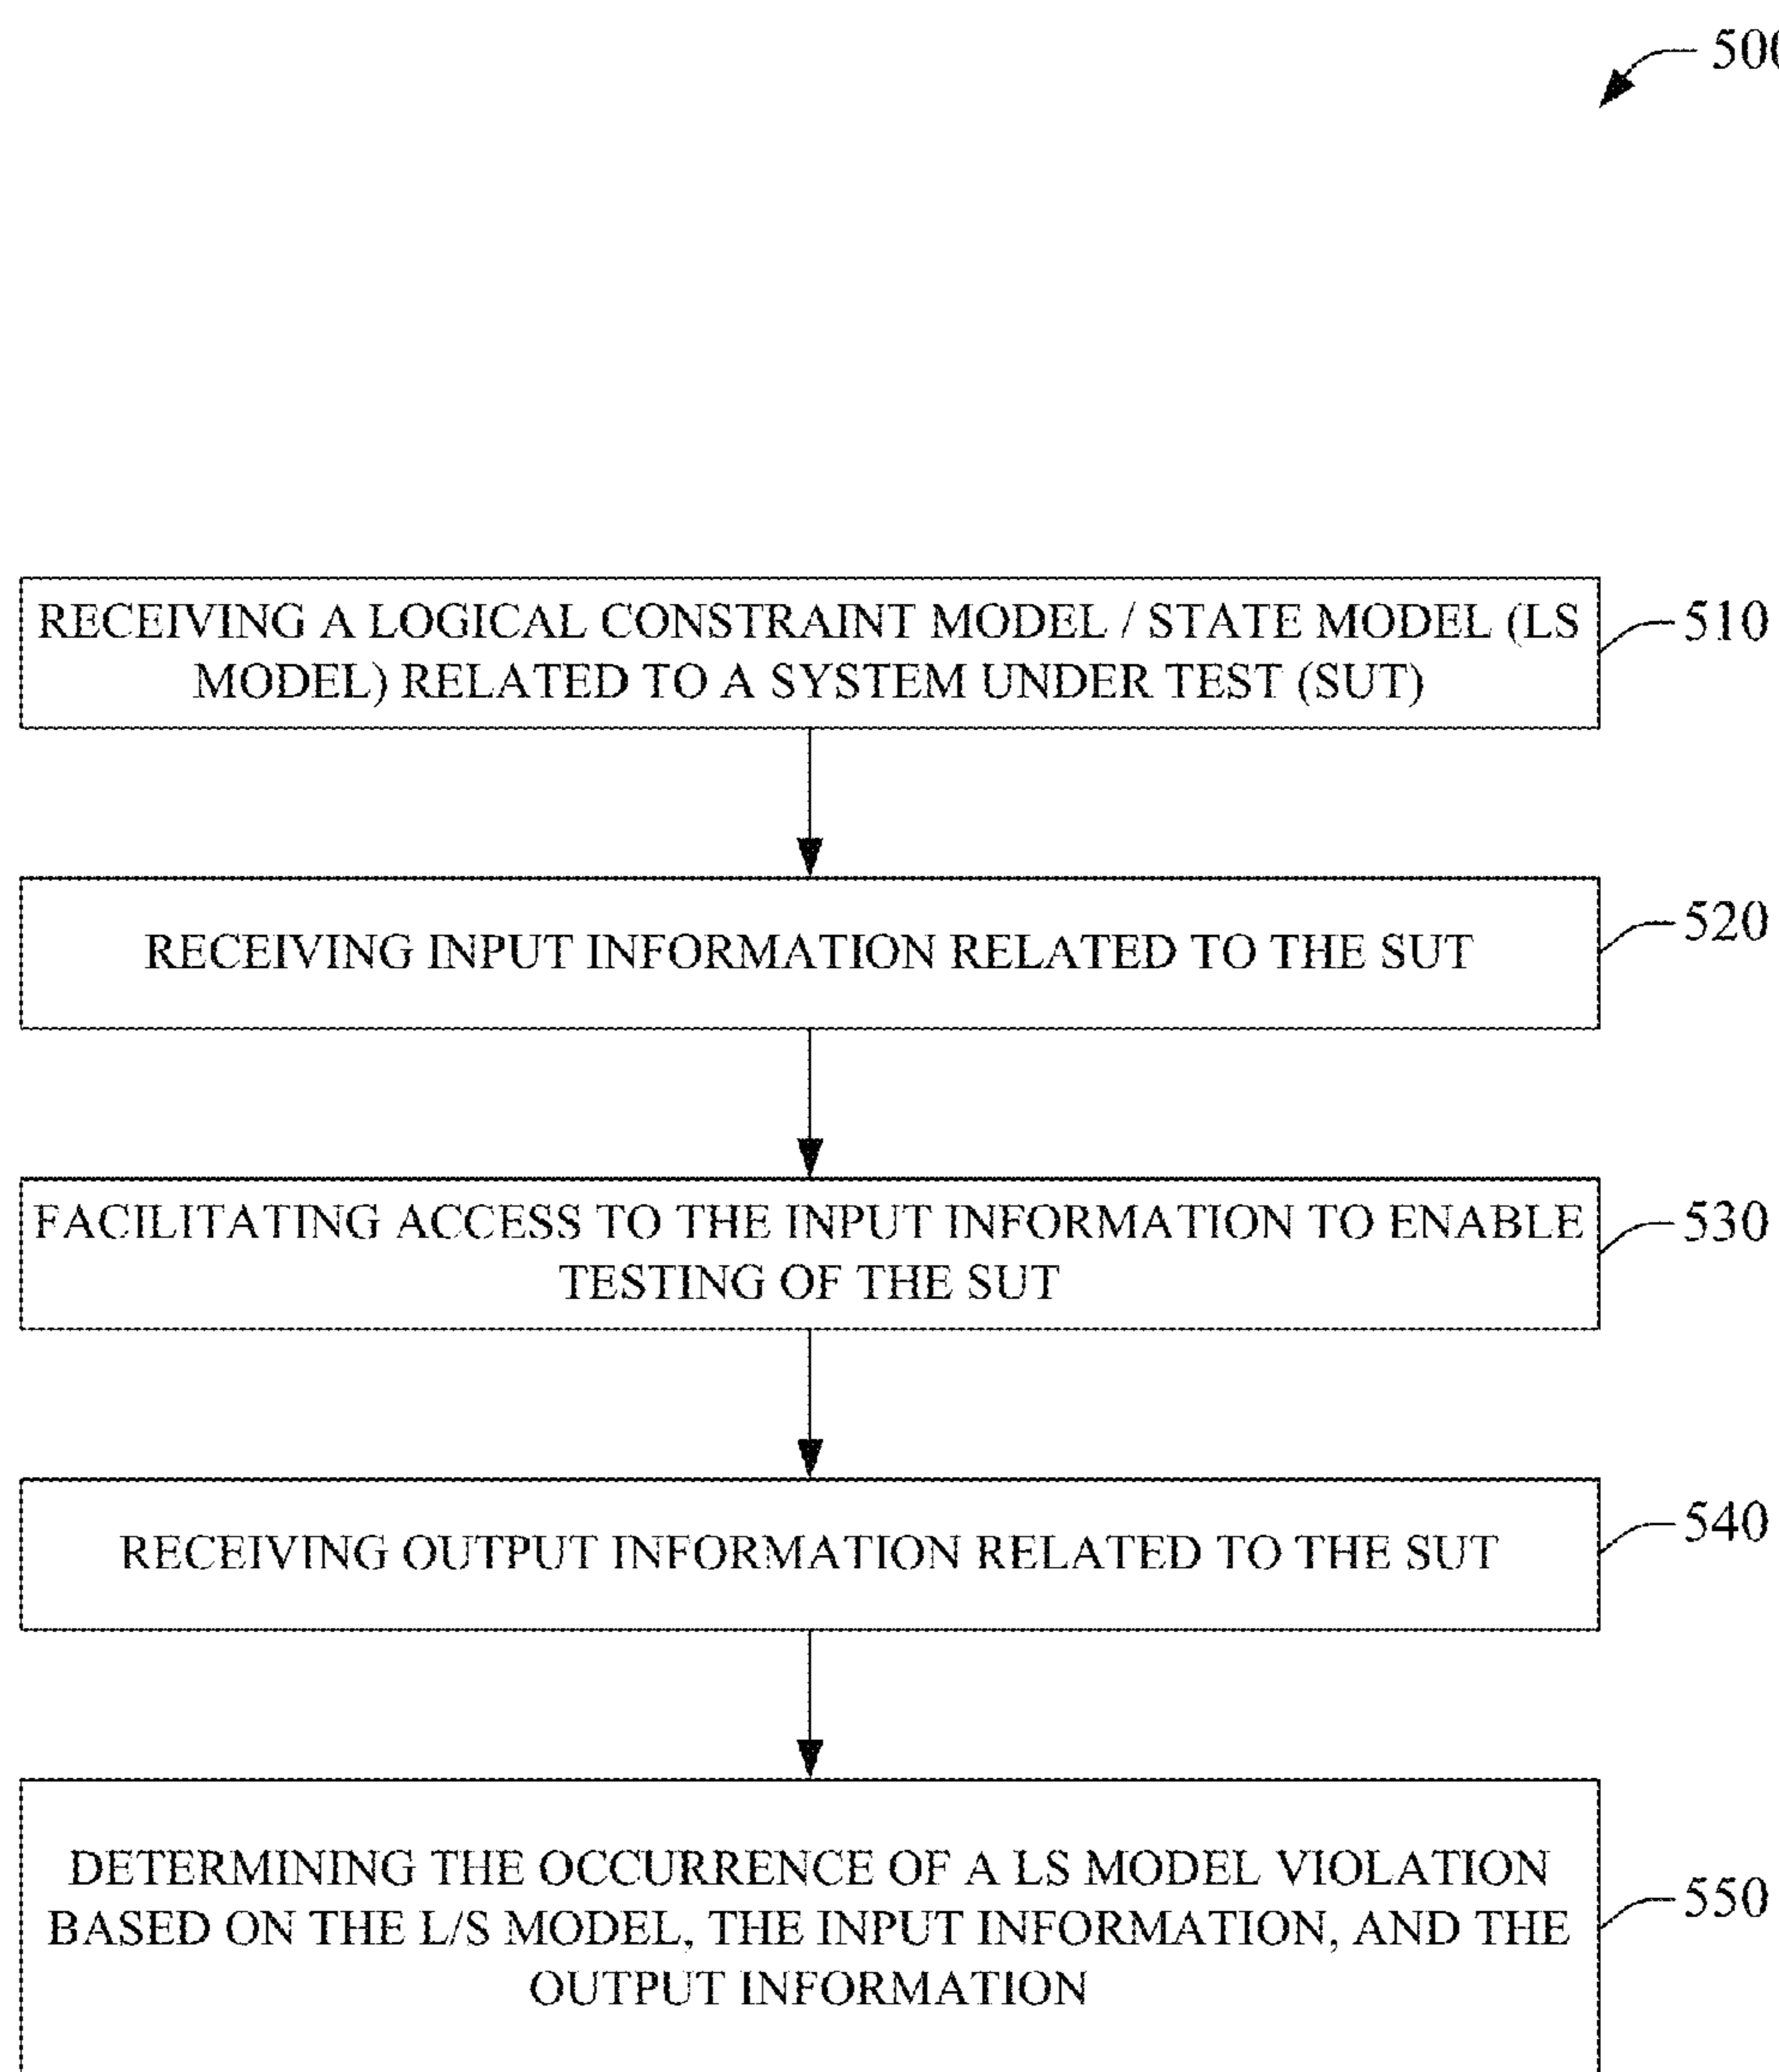 500
RECEIVING A LOGICAL CONSTRAINT MODEL / STATE MODEL (LS
MODEL) RELATED TO A SYSTEM UNDER TEST (SUT)
510
RECEIVING INPUT INFORMATION RELATED TO THE SUT
520
FACILITATING ACCESS TO THE INPUT INFORMATION TO ENABLE
TESTING OF THE SUT
530
RECEIVING OUTPUT INFORMATION RELATED TO THE SUT
540
DETERMINING THE OCCURRENCE OF A LS MODEL VIOLATION
BASED ON THE L/S MODEL, THE INPUT INFORMATION, AND THE
OUTPUT INFORMATION
550